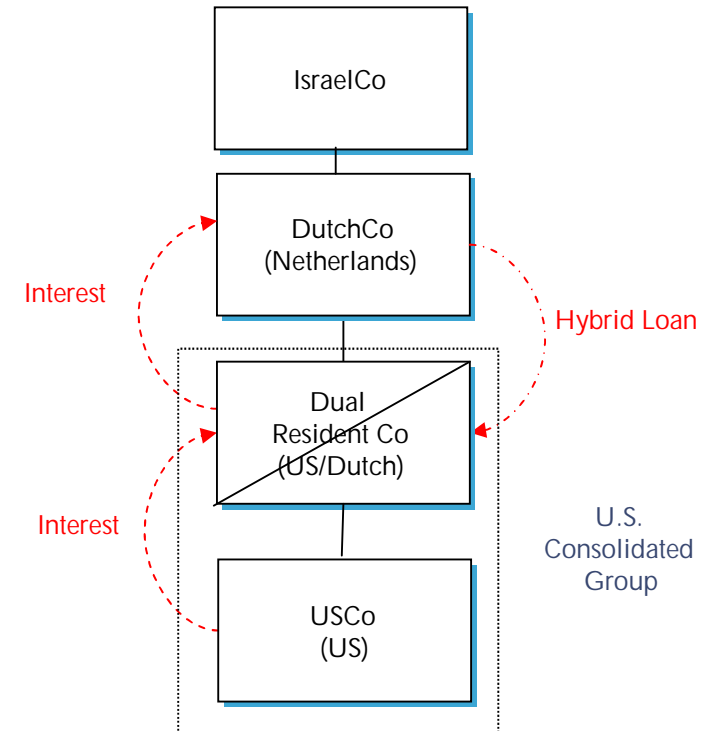 IsraelCo
DutchCo
(Netherlands)
Interest
Hybrid Loan
Dual
Resident Co
(US/Dutch)
Interest
U.S.
Consolidated
Group
USCo
(US)